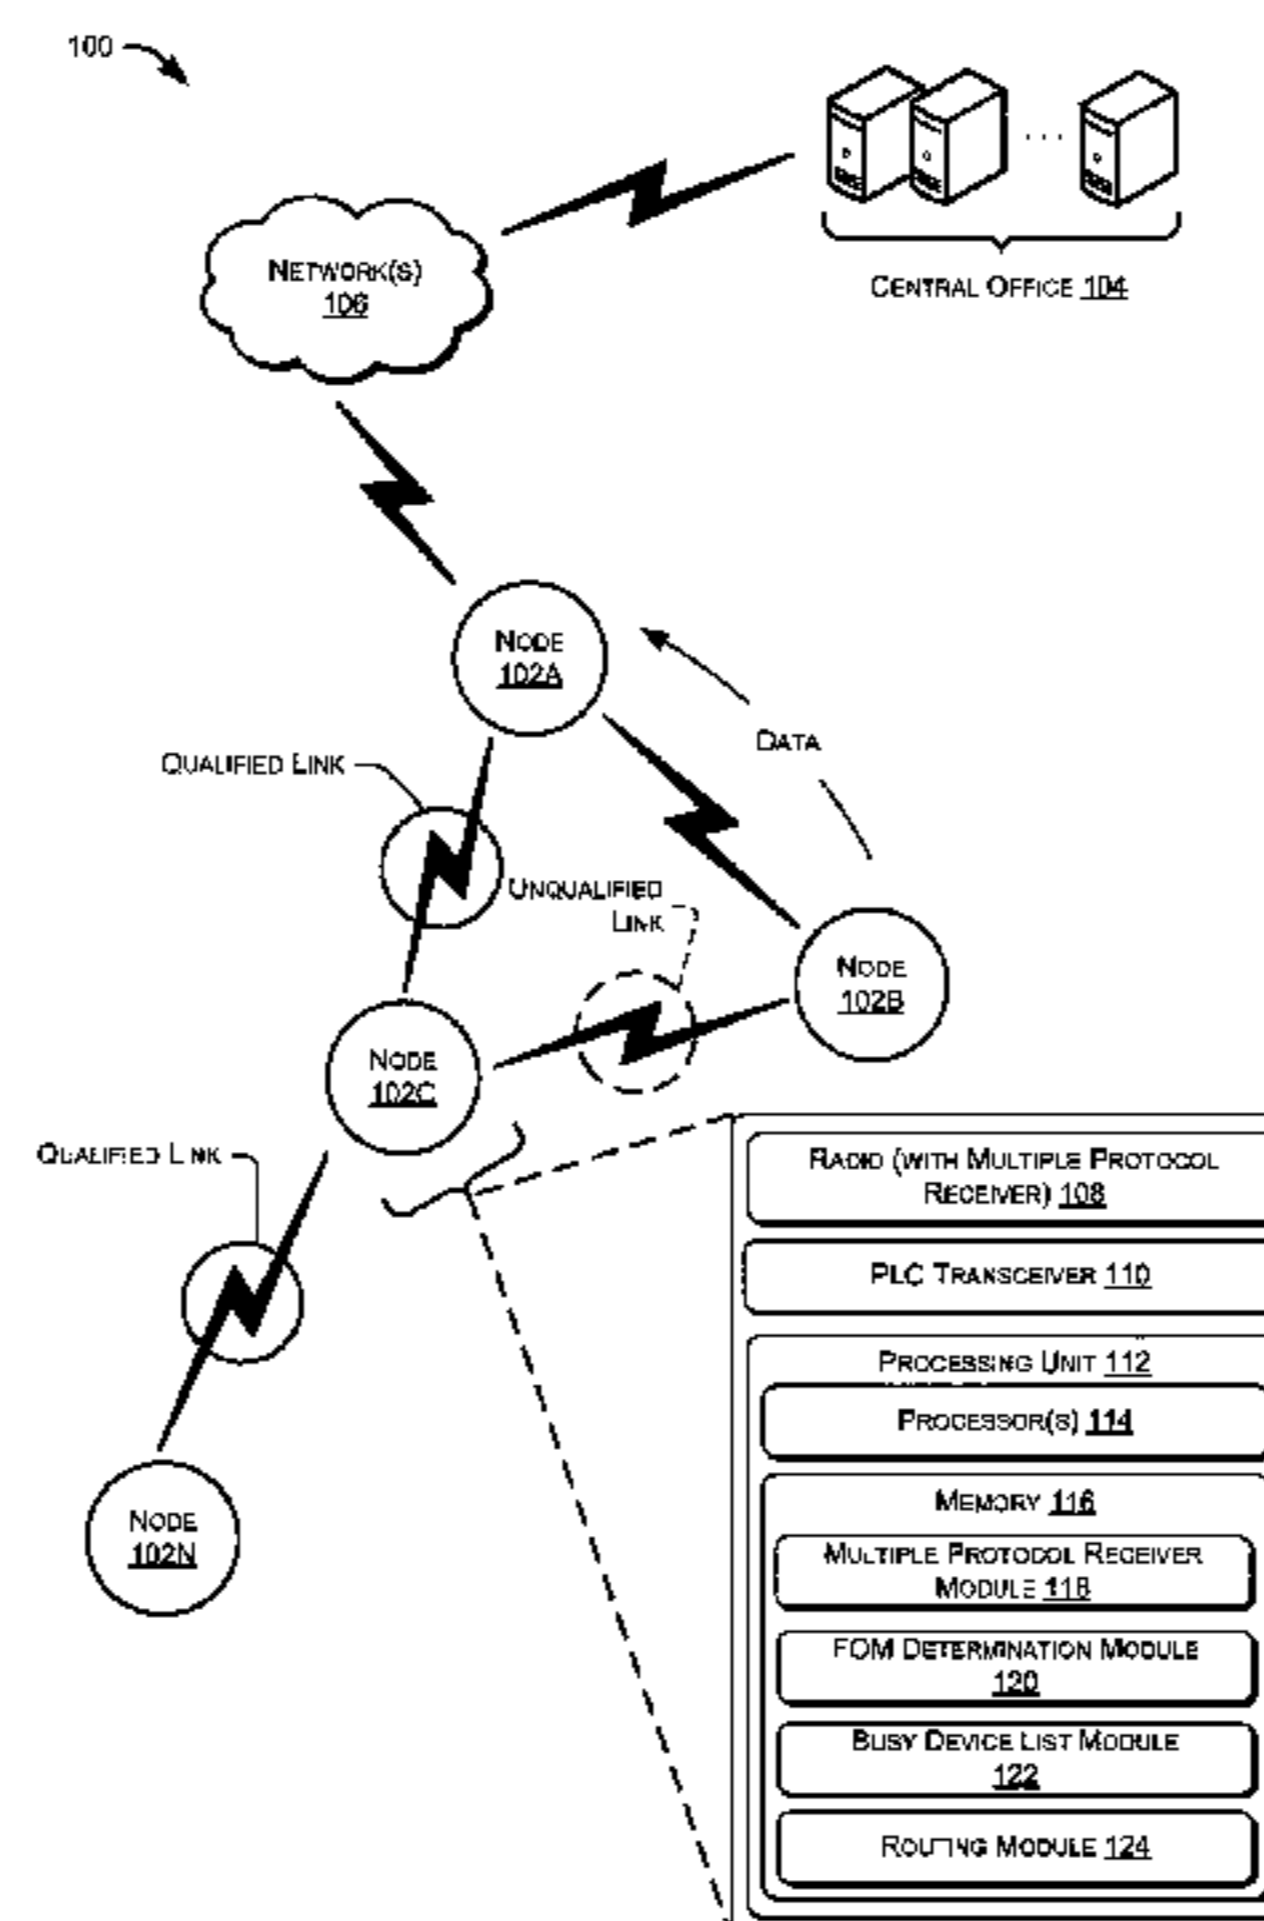 100
NETWORK(S)
106
CENTRAL OFFICE 104
NODE
102A
DATA
QUALIFIED LINK
UNQUALIFIED
LINK
NODE
102B
NODE
102C
QUALIFIED LINK
NODE
102N
RADIO (WITH MULTIPLE PROTOCOL
RECEIVER) 108
PLC TRANSCEIVER 110
PROCESSING UNIT 112
PROCESSOR(S) 114
MEMORY 116
MULTIPLE PROTOCOL RECEIVER
MODULE 118
FOM DETERMINATION MODULE
120
BUSY DEVICE LIST MODULE
122
ROUTING MODULE 124